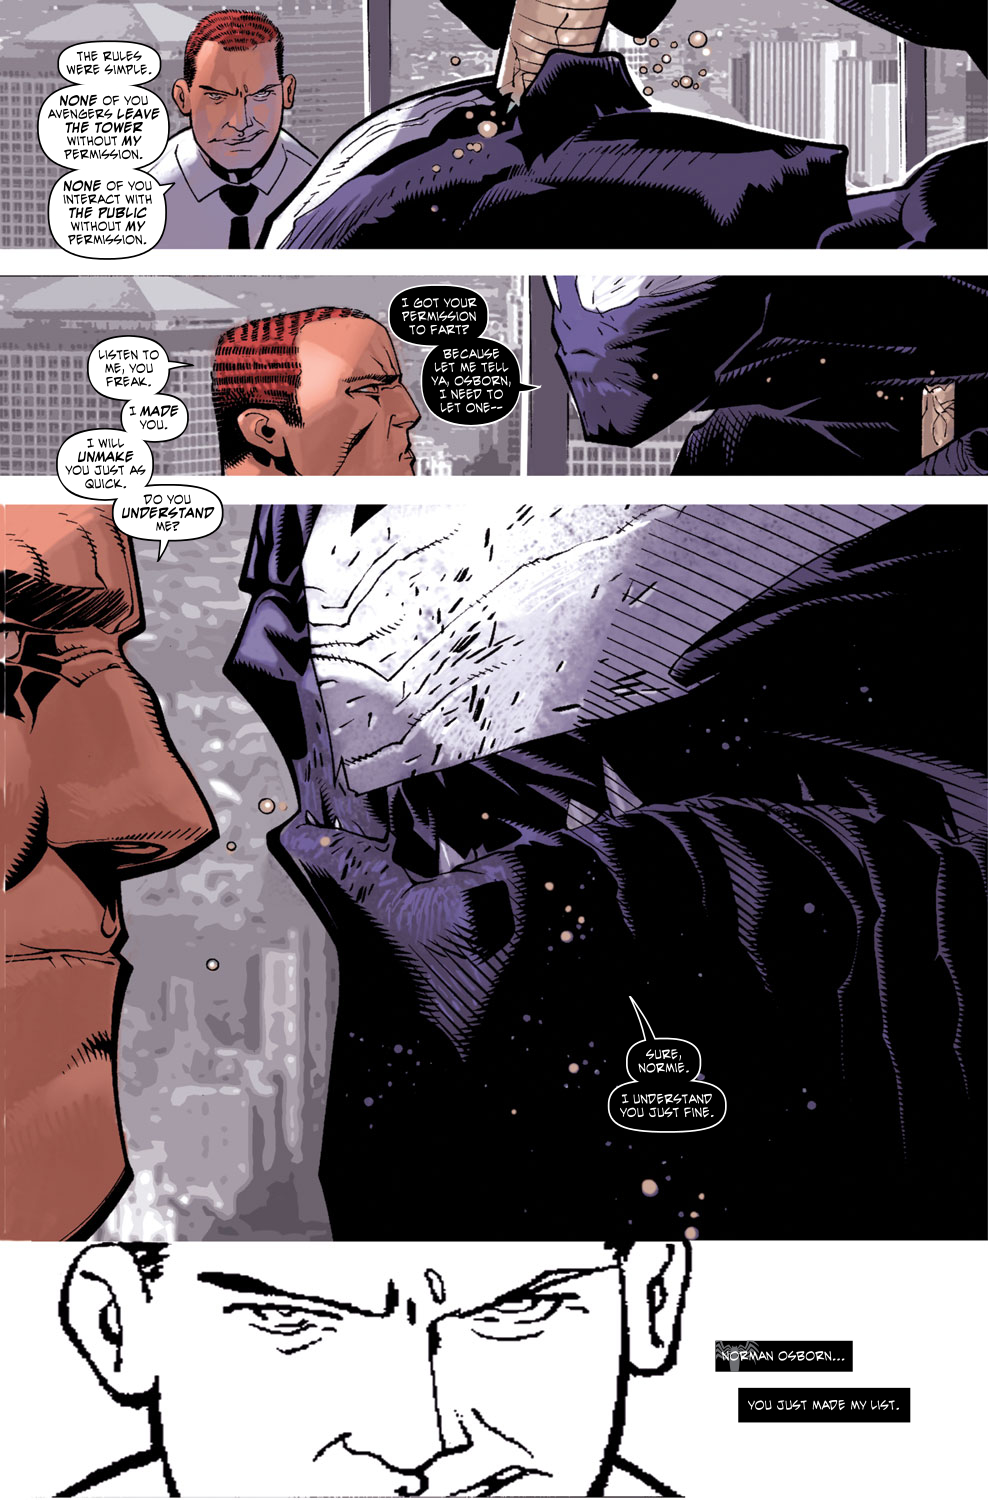 THE RULES
WERE SIMPLE.
NONE OF YOU
AVENGERS LEAVE
THE TOWER
WITHOUT MY
PERMISSION.
NONE OF YOU
INTERACT WITH
THE PUBLIC
WITHOUT MY
PERMISSION.
LISTEN TO
ME, YOU
FREAK.
I MADE
YOU.
I WILL
UNMAKE
YOU JUST AS
QUICK.
DO YOU
UNDERSTAND
ME?
I GOT YOUR
PERMISSION
TO FART?
BECAUSE
LET ME TELL
YA, OSBORN,
I NEED TO
LET ONE--
SURE,
NORMIE.
I UNDERSTAND
YOU JUST FINE.
NORMAN OSBORN...
YOU JUST MADE MY LIST.